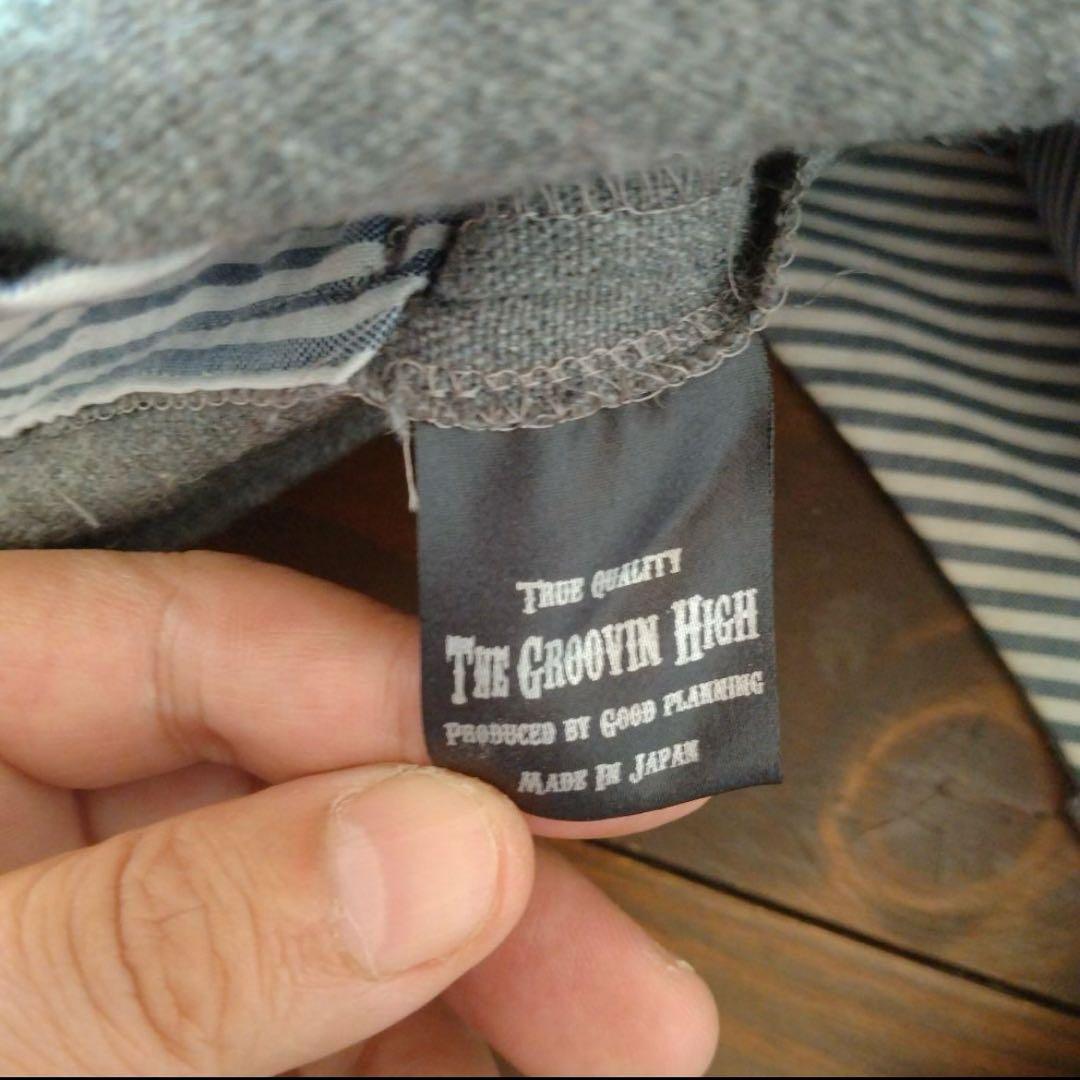 TRUE QUALITY
THE GROOVIN HIGH
PRODUCED BY GOOD PLANNING
MADE IN JAPAN